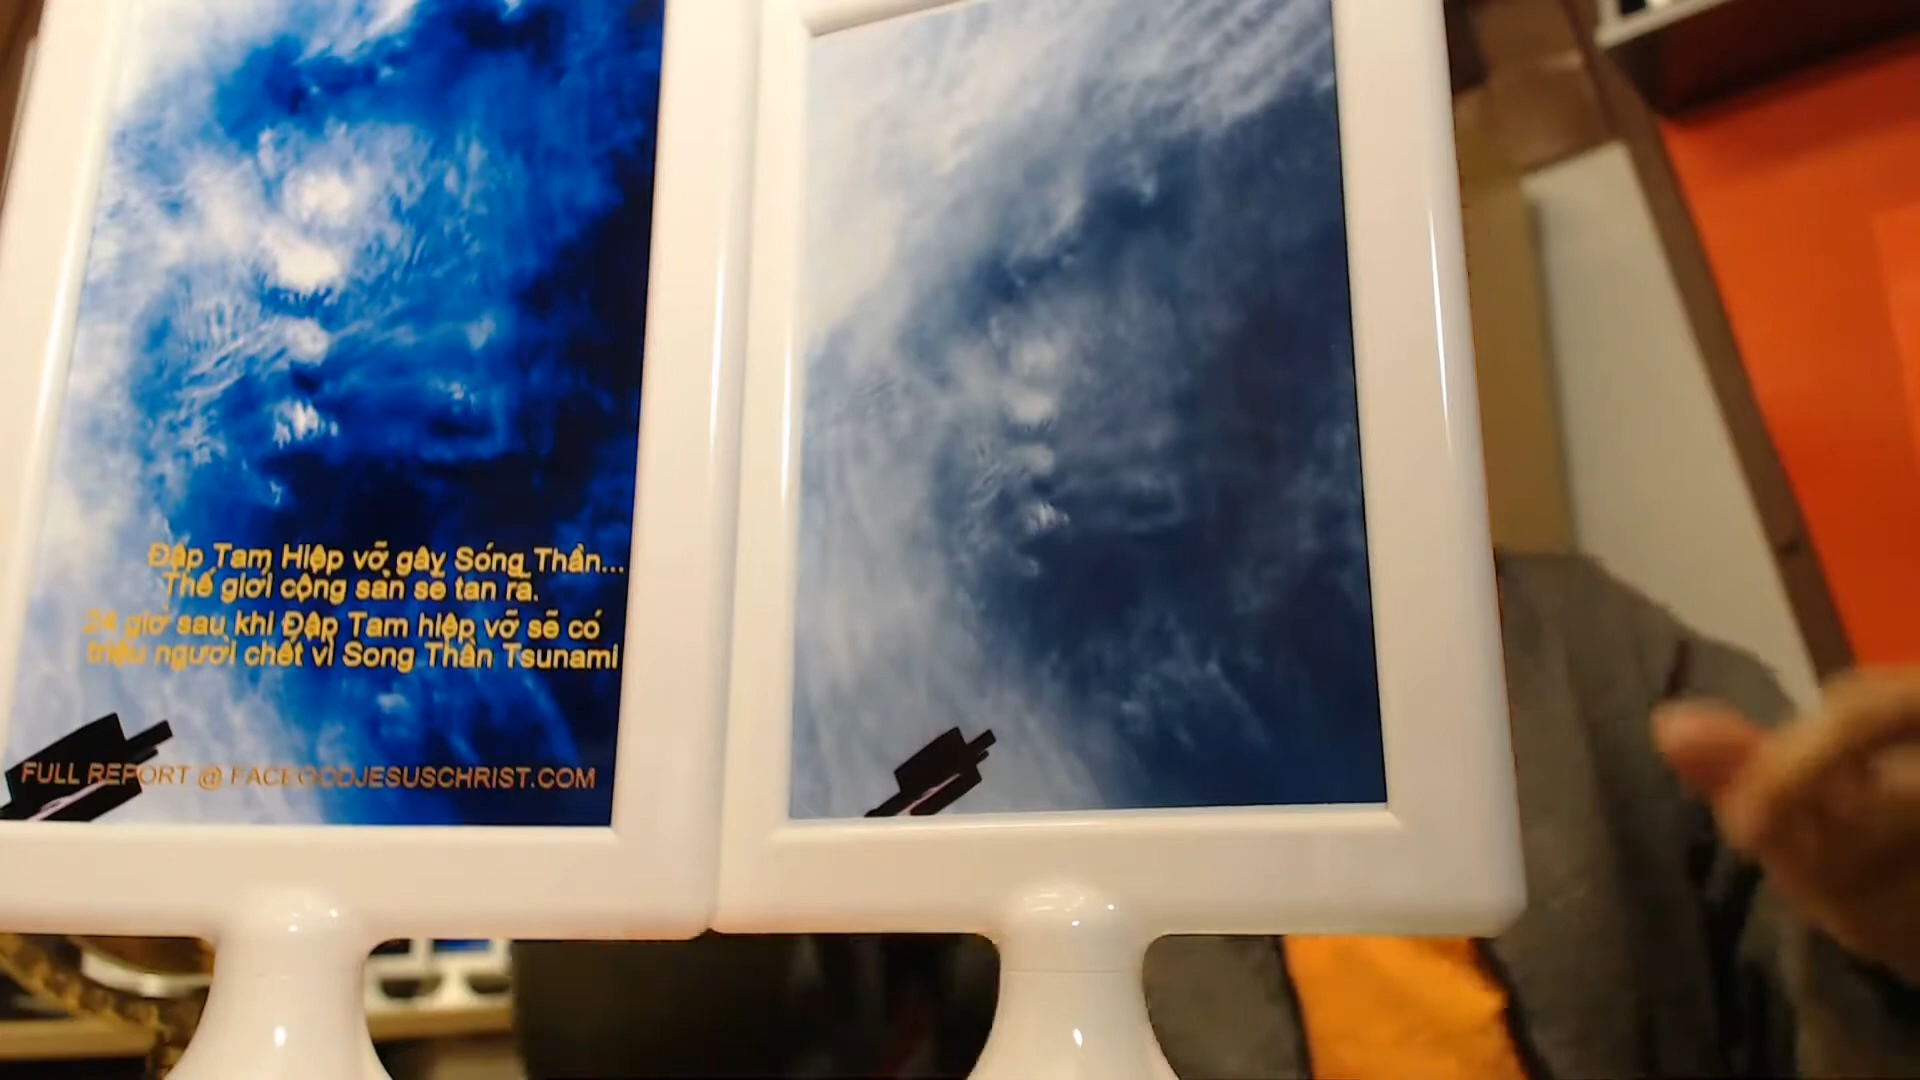 Đập Tam Hiệp vỡ gây Sóng Thần...
Thế giới cộng sản sẽ tan rã.
24 giờ sau khi Đập Tam hiệp vỡ sẽ có
triệu người chết vì Song Thần Tsunami
FULL REPORT @ FACEGODJESUSCHRIST.COM